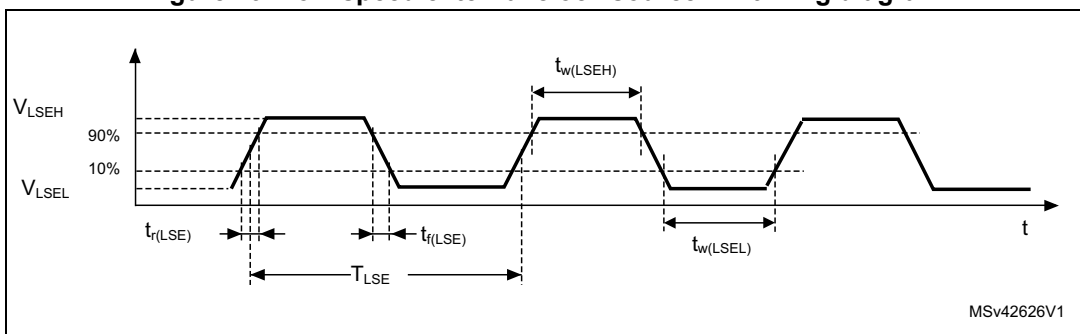 t_w(LSEH)
V_LSEH
90%
10%
V_LSEL
t_r(LSE)
t_f(LSE)
t
t_w(LSEL)
T_LSE
MSv42626V1